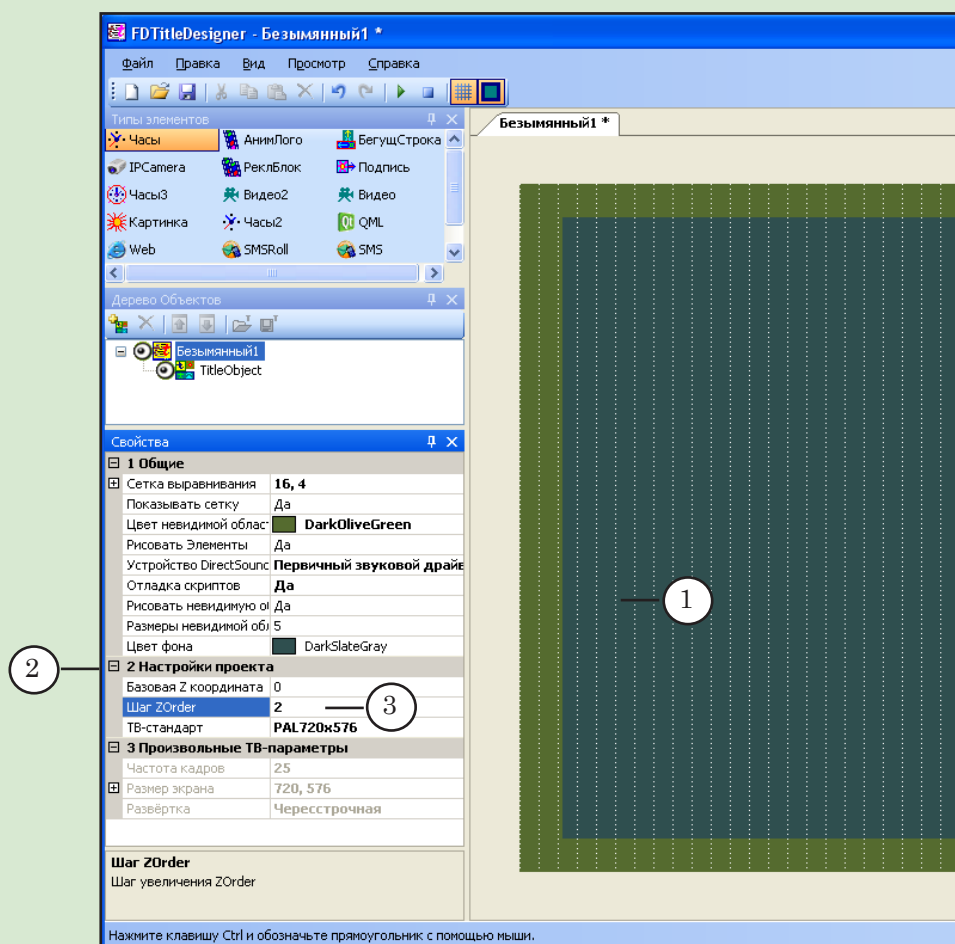 FDTitleDesigner - Безымянный1 *
Файл Правка Вид Просмотр Справка
Типы элементов
Безымянный1 *
Часы АнимЛого БегущСтрока
IPCamera РеклБлок Подпись
Часы3 Видео2 Видео
Картинка Часы2 QML
Web SMSRoll SMS
Дерево Объектов
Безымянный1
TitleObject
Свойства
1 Общие
Сетка выравнивания 16, 4
Показывать сетку Да
Цвет невидимой облас DarkOliveGreen
Рисовать Элементы Да
Устройство DirectSounc Первичный звуковой драйв
Отладка скриптов Да
Рисовать невидимую о Да
1
Размеры невидимой об 5
Цвет фона DarkSlateGray
2
2 Настройки проекта
Базовая Z координата 0
Шаг ZOrder 2
3
ТВ-стандарт PAL720x576
3 Произвольные ТВ-параметры
Частота кадров 25
Размер экрана 720, 576
Развёртка Чересстрочная
Шаг ZOrder
Шаг увеличения ZOrder
Нажмите клавишу Ctrl и обозначьте прямоугольник с помощью мыши.